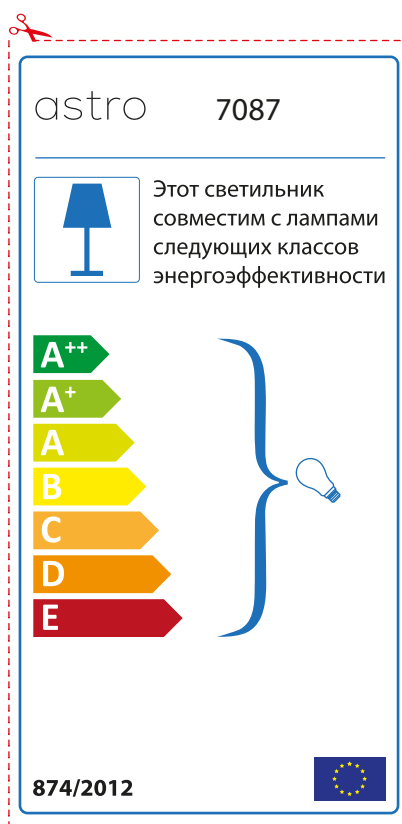 astro 7087
Этот светильник
совместим с лампами
следующих классов
энергоэффективности
A++
A+
A
B
C
D
E
874/2012